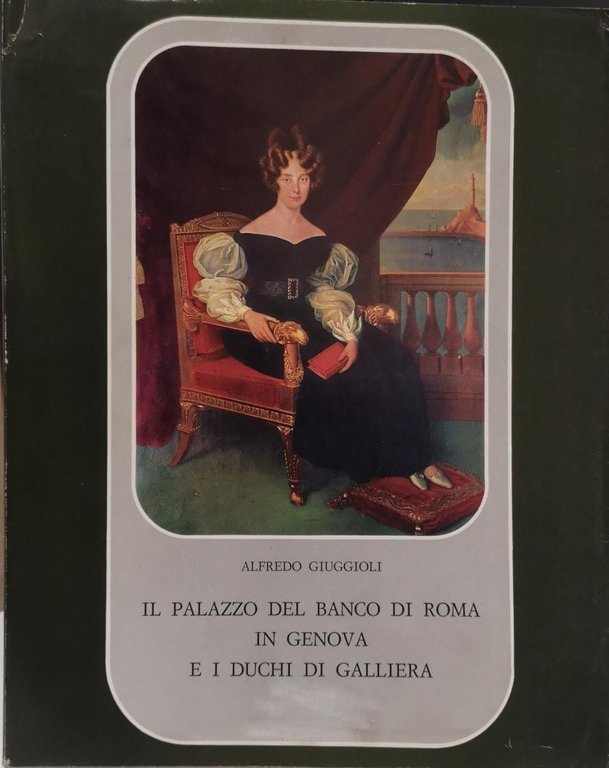 ALFREDO GIUGGIOLI
IL PALAZZO DEL BANCO DI ROMA
IN GENOVA
E I DUCHI DI GALLIERA